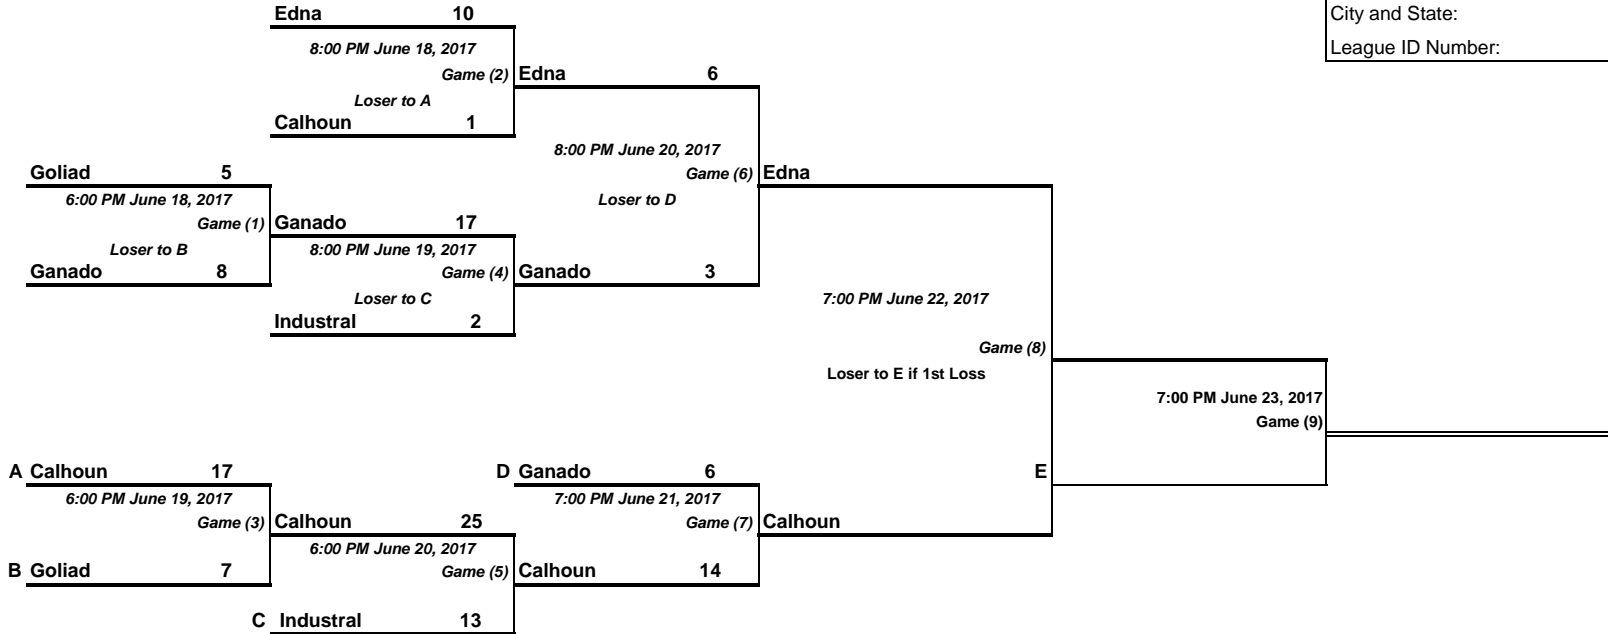 Edna 10
City and State:
8:00 PM June 18, 2017
League ID Number:
Game (2) Edna 6
Loser to A
Calhoun 1
8:00 PM June 20, 2017
Goliad 5
Game (6) Edna
6:00 PM June 18, 2017
Loser to D
Game (1) Ganado 17
Loser to B
8:00 PM June 19, 2017
Ganado 8
Game (4) Ganado 3
Loser to C
7:00 PM June 22, 2017
Industral 2
Game (8)
Loser to E if 1st Loss
7:00 PM June 23, 2017
Game (9)
A Calhoun 17
D Ganado 6
E
6:00 PM June 19, 2017
7:00 PM June 21, 2017
Game (3) Calhoun 25
Game (7) Calhoun
6:00 PM June 20, 2017
B Goliad 7
Game (5) Calhoun 14
C Industral 13